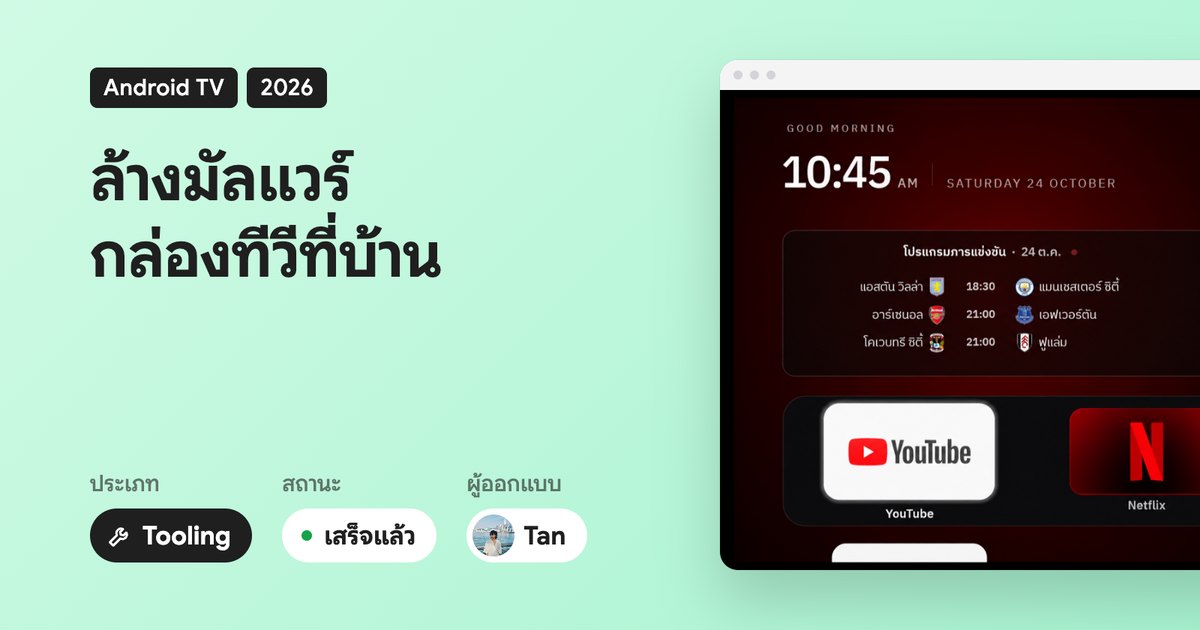 Android TV
2026
ล้างมัลแวร์
กล่องทีวีที่บ้าน
ประเภท
สถานะ
ผู้ออกแบบ
Tooling
เสร็จแล้ว
Tan
GOOD MORNING
10:45 AM
SATURDAY 24 OCTOBER
โปรแกรมการแข่งขัน · 24 ต.ค.
แอสตัน วิลล่า 18:30 แมนเชสเตอร์ ซิตี้
อาร์เซนอล 21:00 เอฟเวอร์ตัน
โคเวนทรี ซิตี้ 21:00 ฟูแล่ม
YouTube
YouTube
N
Netflix